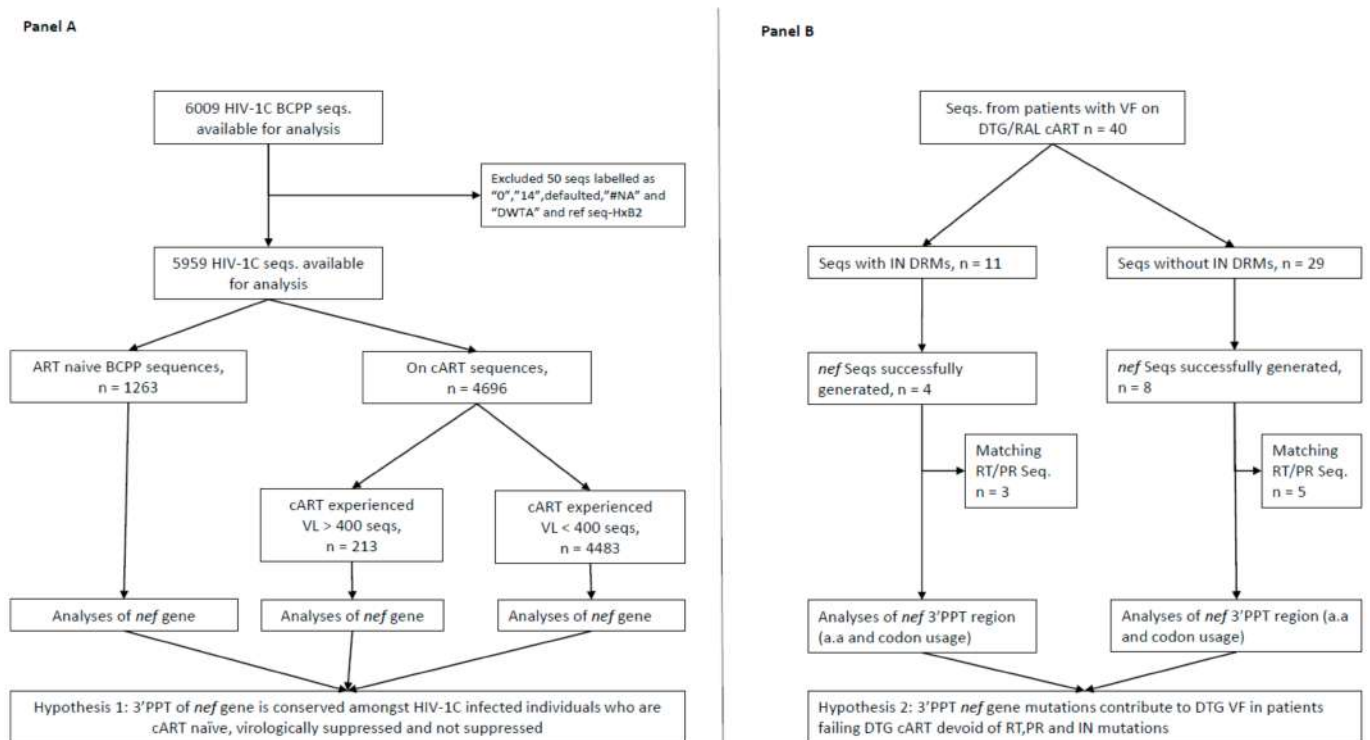 Panel A
6009 HIV-1C BCPP seqs.
available for analysis
Excluded 50 seqs labelled as
"0","14",defaulted,"#NA" and
"DWTA" and ref seq-HxB2
5959 HIV-1C seqs. available
for analysis
ART naive BCPP sequences,
n = 1263
On cART sequences,
n = 4696
cART experienced
VL > 400 seqs,
n = 213
cART experienced
VL < 400 seqs,
n = 4483
Analyses of nef gene
Analyses of nef gene
Analyses of nef gene
Hypothesis 1: 3'PPT of nef gene is conserved amongst HIV-1C infected individuals who are
cART naïve, virologically suppressed and not suppressed
Panel B
Seqs. from patients with VF on
DTG/RAL cART n = 40
Seqs with IN DRMs, n = 11
Seqs without IN DRMs, n = 29
nef Seqs successfully
generated, n = 4
nef Seqs successfully generated,
n = 8
Matching
RT/PR Seq.
n = 3
Matching
RT/PR Seq.
n = 5
Analyses of nef 3'PPT region
(a.a and codon usage)
Analyses of nef 3'PPT region (a.a
and codon usage)
Hypothesis 2: 3'PPT nef gene mutations contribute to DTG VF in patients
failing DTG cART devoid of RT,PR and IN mutations